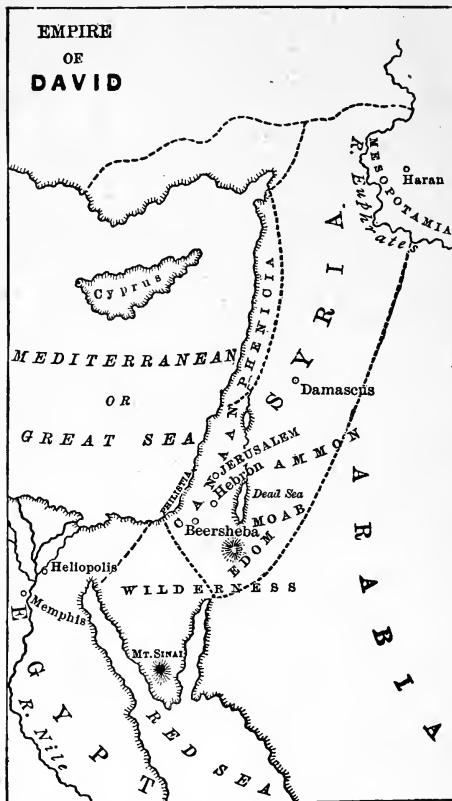 EMPIRE
OF
DAVID
MESOPOTAMIA
Haran
R. Euphrates
SYRIA
Cyprus
PHENICIA
MEDITERRANEAN
OR
GREAT SEA
Damascus
CANAAN
JERUSALEM
AMMON
PHILISTIA
Hebron
Dead Sea
MOAB
Beersheba
EDOM
ARABIA
Heliopolis
WILDERNESS
Memphis
EGYPT
MT. SINAI
R. Nile
RED SEA